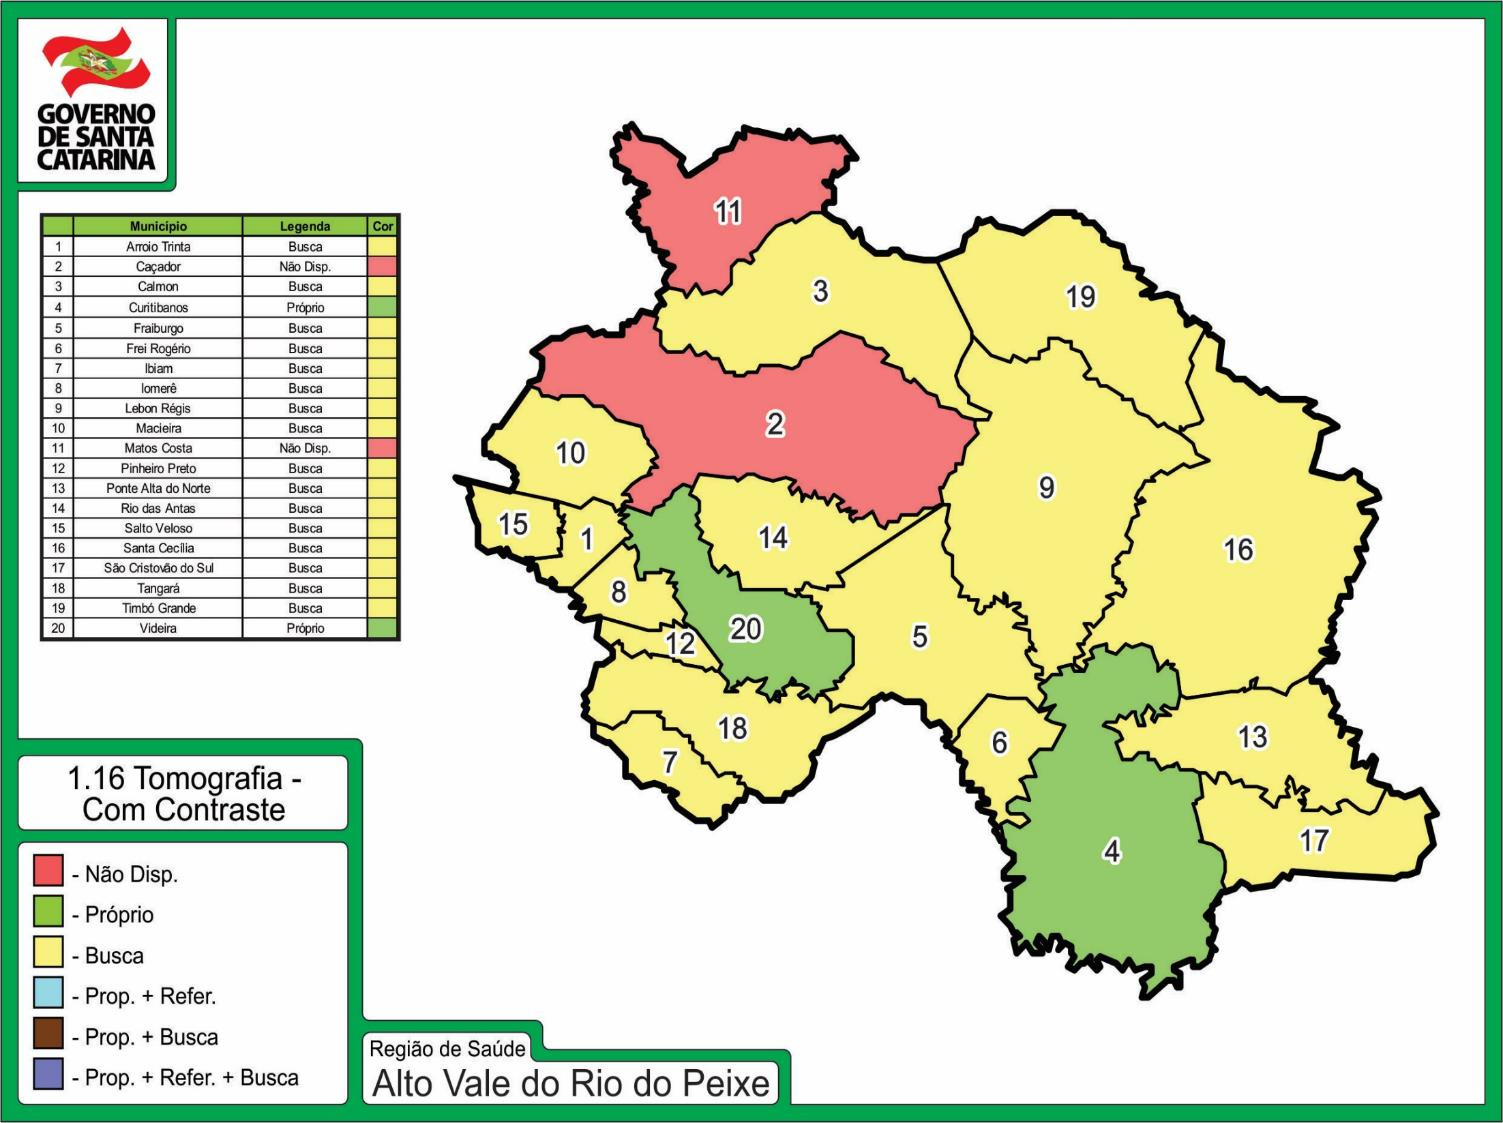 GOVERNO
DE SANTA
CATARINA
Município Legenda Cor
1 Arroio Trinta Busca
2 Caçador Não Disp.
3 Calmon Busca
4 Curitibanos Próprio
5 Fraiburgo Busca
6 Frei Rogério Busca
7 Ibiam Busca
8 Iomerê Busca
9 Lebon Régis Busca
10 Macieira Busca
11 Matos Costa Não Disp.
12 Pinheiro Preto Busca
13 Ponte Alta do Norte Busca
14 Rio das Antas Busca
15 Salto Veloso Busca
16 Santa Cecília Busca
17 São Cristovão do Sul Busca
18 Tangará Busca
19 Timbó Grande Busca
20 Videira Próprio
11
3
19
2
10
9
15
1
14
16
8
20
12
5
18
6
13
7
17
4
1.16 Tomografia -
Com Contraste
- Não Disp.
- Próprio
- Busca
- Prop. + Refer.
- Prop. + Busca
- Prop. + Refer. + Busca
Região de Saúde
Alto Vale do Rio do Peixe